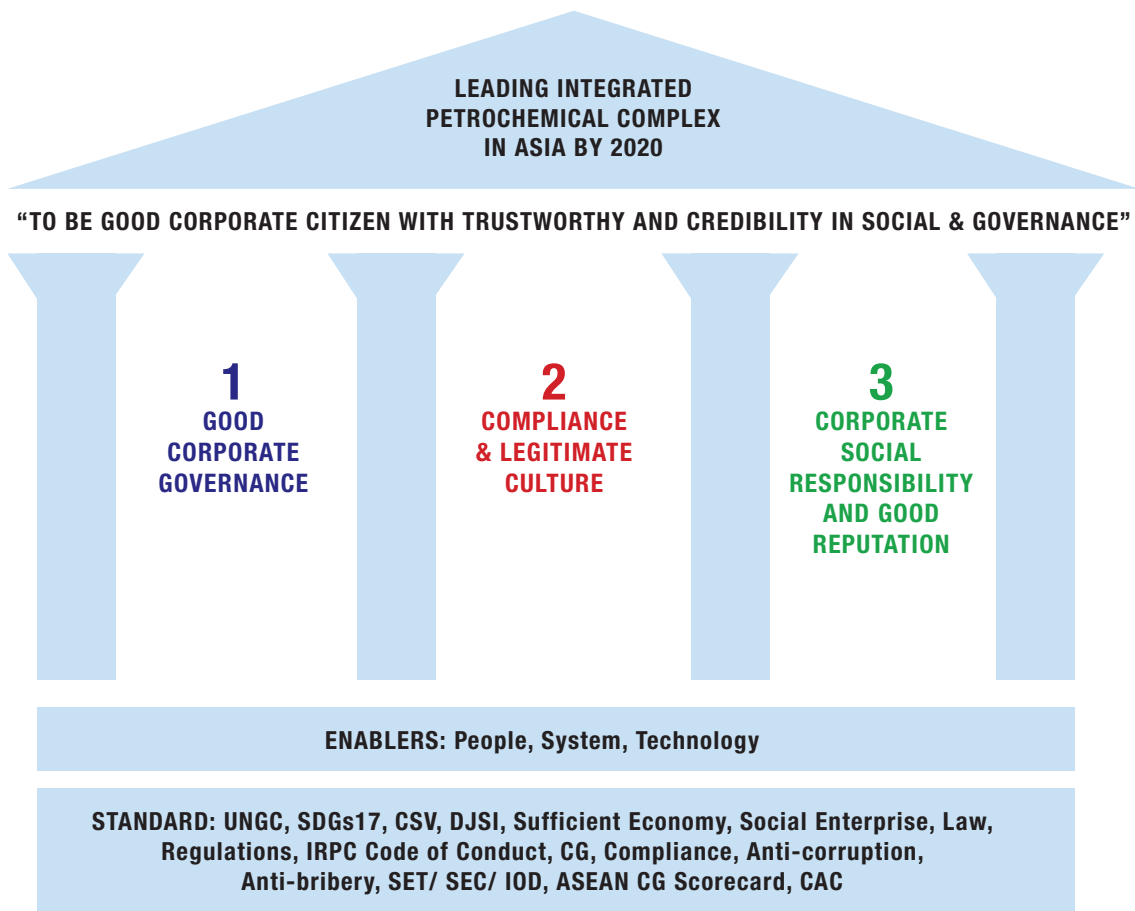 LEADING INTEGRATED
PETROCHEMICAL COMPLEX
IN ASIA BY 2020
“TO BE GOOD CORPORATE CITIZEN WITH TRUSTWORTHY AND CREDIBILITY IN SOCIAL & GOVERNANCE”
1
GOOD
CORPORATE
GOVERNANCE
2
COMPLIANCE
& LEGITIMATE
CULTURE
3
CORPORATE
SOCIAL
RESPONSIBILITY
AND GOOD
REPUTATION
ENABLERS: People, System, Technology
STANDARD: UNGC, SDGs17, CSV, DJSI, Sufficient Economy, Social Enterprise, Law,
Regulations, IRPC Code of Conduct, CG, Compliance, Anti-corruption,
Anti-bribery, SET/ SEC/ IOD, ASEAN CG Scorecard, CAC